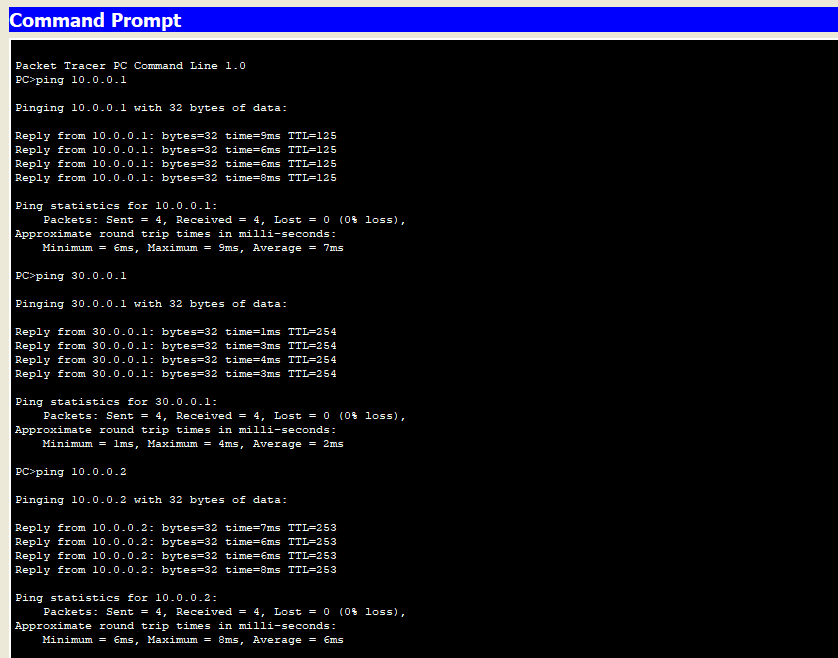 Command Prompt
Packet Tracer PC Command Line 1.0
PC>ping 10.0.0.1
Pinging 10.0.0.1 with 32 bytes of data:
Reply from 10.0.0.1: bytes=32 time=9ms TTL=125
Reply from 10.0.0.1: bytes=32 time=6ms TTL=125
Reply from 10.0.0.1: bytes=32 time=6ms TTL=125
Reply from 10.0.0.1: bytes=32 time=8ms TTL=125
Ping statistics for 10.0.0.1:
    Packets: Sent = 4, Received = 4, Lost = 0 (0% loss),
Approximate round trip times in milli-seconds:
    Minimum = 6ms, Maximum = 9ms, Average = 7ms
PC>ping 30.0.0.1
Pinging 30.0.0.1 with 32 bytes of data:
Reply from 30.0.0.1: bytes=32 time=1ms TTL=254
Reply from 30.0.0.1: bytes=32 time=3ms TTL=254
Reply from 30.0.0.1: bytes=32 time=4ms TTL=254
Reply from 30.0.0.1: bytes=32 time=3ms TTL=254
Ping statistics for 30.0.0.1:
    Packets: Sent = 4, Received = 4, Lost = 0 (0% loss),
Approximate round trip times in milli-seconds:
    Minimum = 1ms, Maximum = 4ms, Average = 2ms
PC>ping 10.0.0.2
Pinging 10.0.0.2 with 32 bytes of data:
Reply from 10.0.0.2: bytes=32 time=7ms TTL=253
Reply from 10.0.0.2: bytes=32 time=6ms TTL=253
Reply from 10.0.0.2: bytes=32 time=6ms TTL=253
Reply from 10.0.0.2: bytes=32 time=8ms TTL=253
Ping statistics for 10.0.0.2:
    Packets: Sent = 4, Received = 4, Lost = 0 (0% loss),
Approximate round trip times in milli-seconds:
    Minimum = 6ms, Maximum = 8ms, Average = 6ms